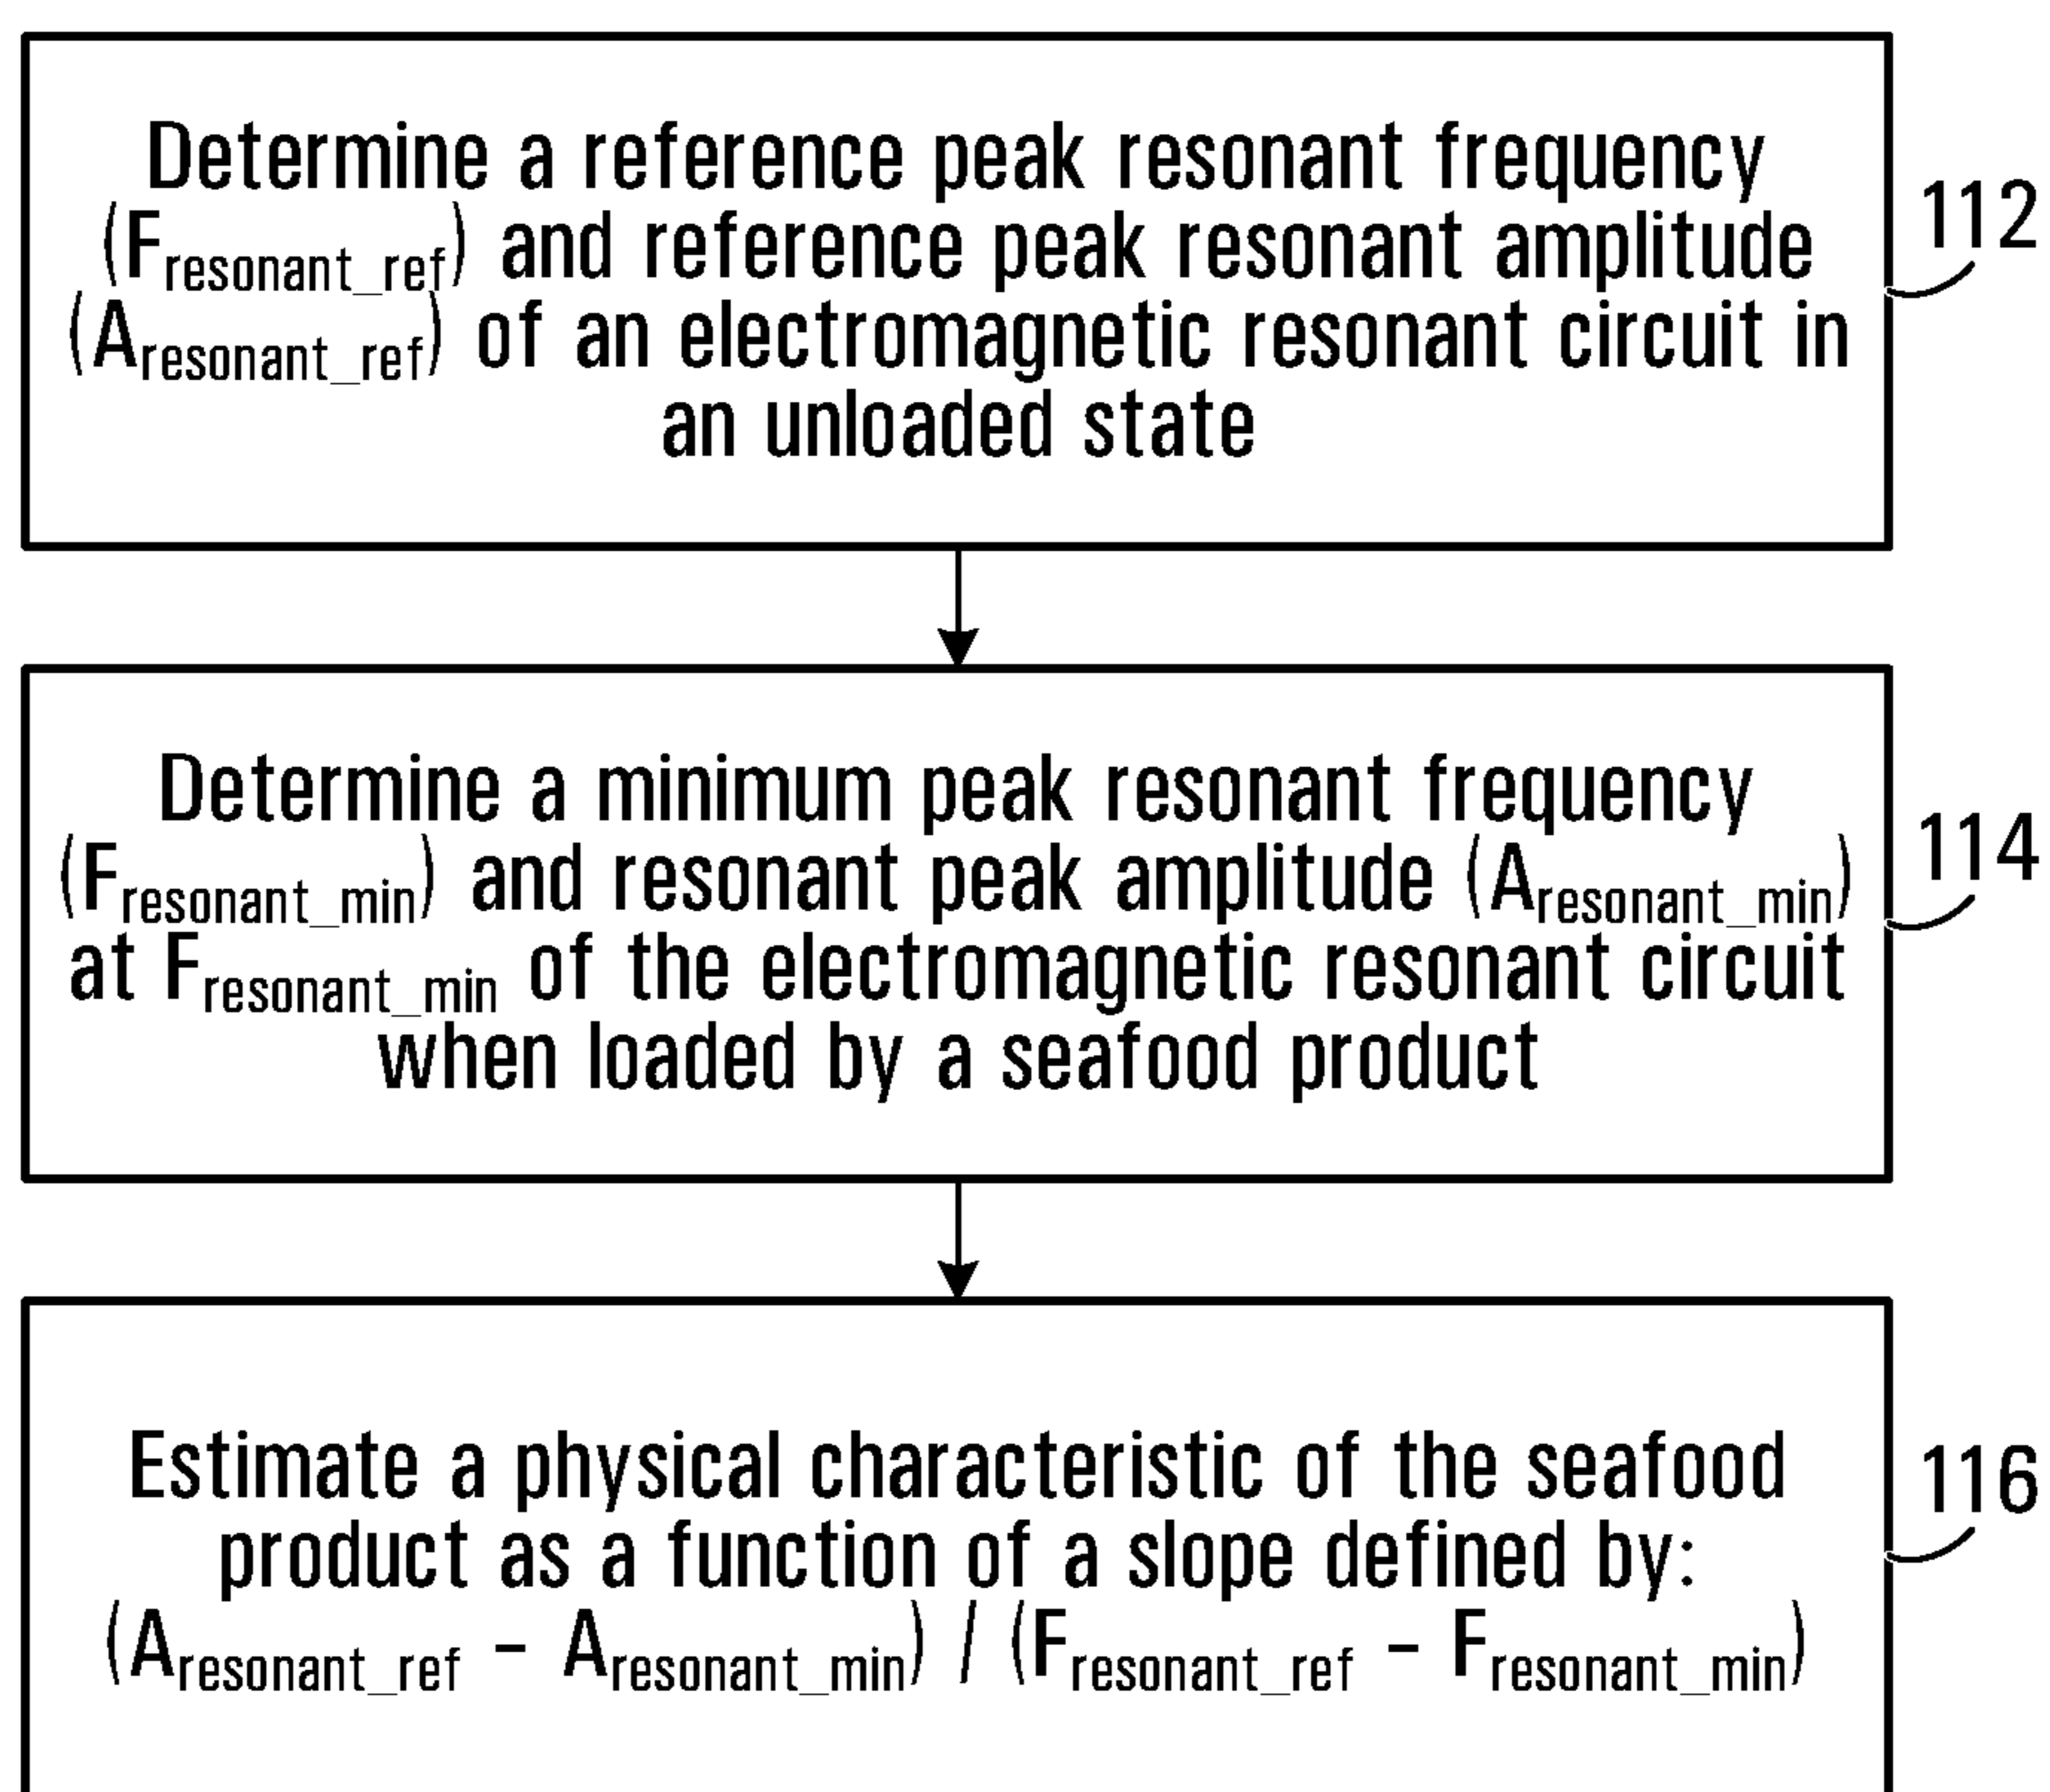 Determine a reference peak resonant frequency
(Fresonant_ref) and reference peak resonant amplitude
(Aresonant_ref) of an electromagnetic resonant circuit in
an unloaded state
112
Determine a minimum peak resonant frequency
(Fresonant_min) and resonant peak amplitude (Aresonant_min)
at Fresonant_min of the electromagnetic resonant circuit
when loaded by a seafood product
114
Estimate a physical characteristic of the seafood
product as a function of a slope defined by:
(Aresonant_ref - Aresonant_min) / (Fresonant_ref - Fresonant_min)
116